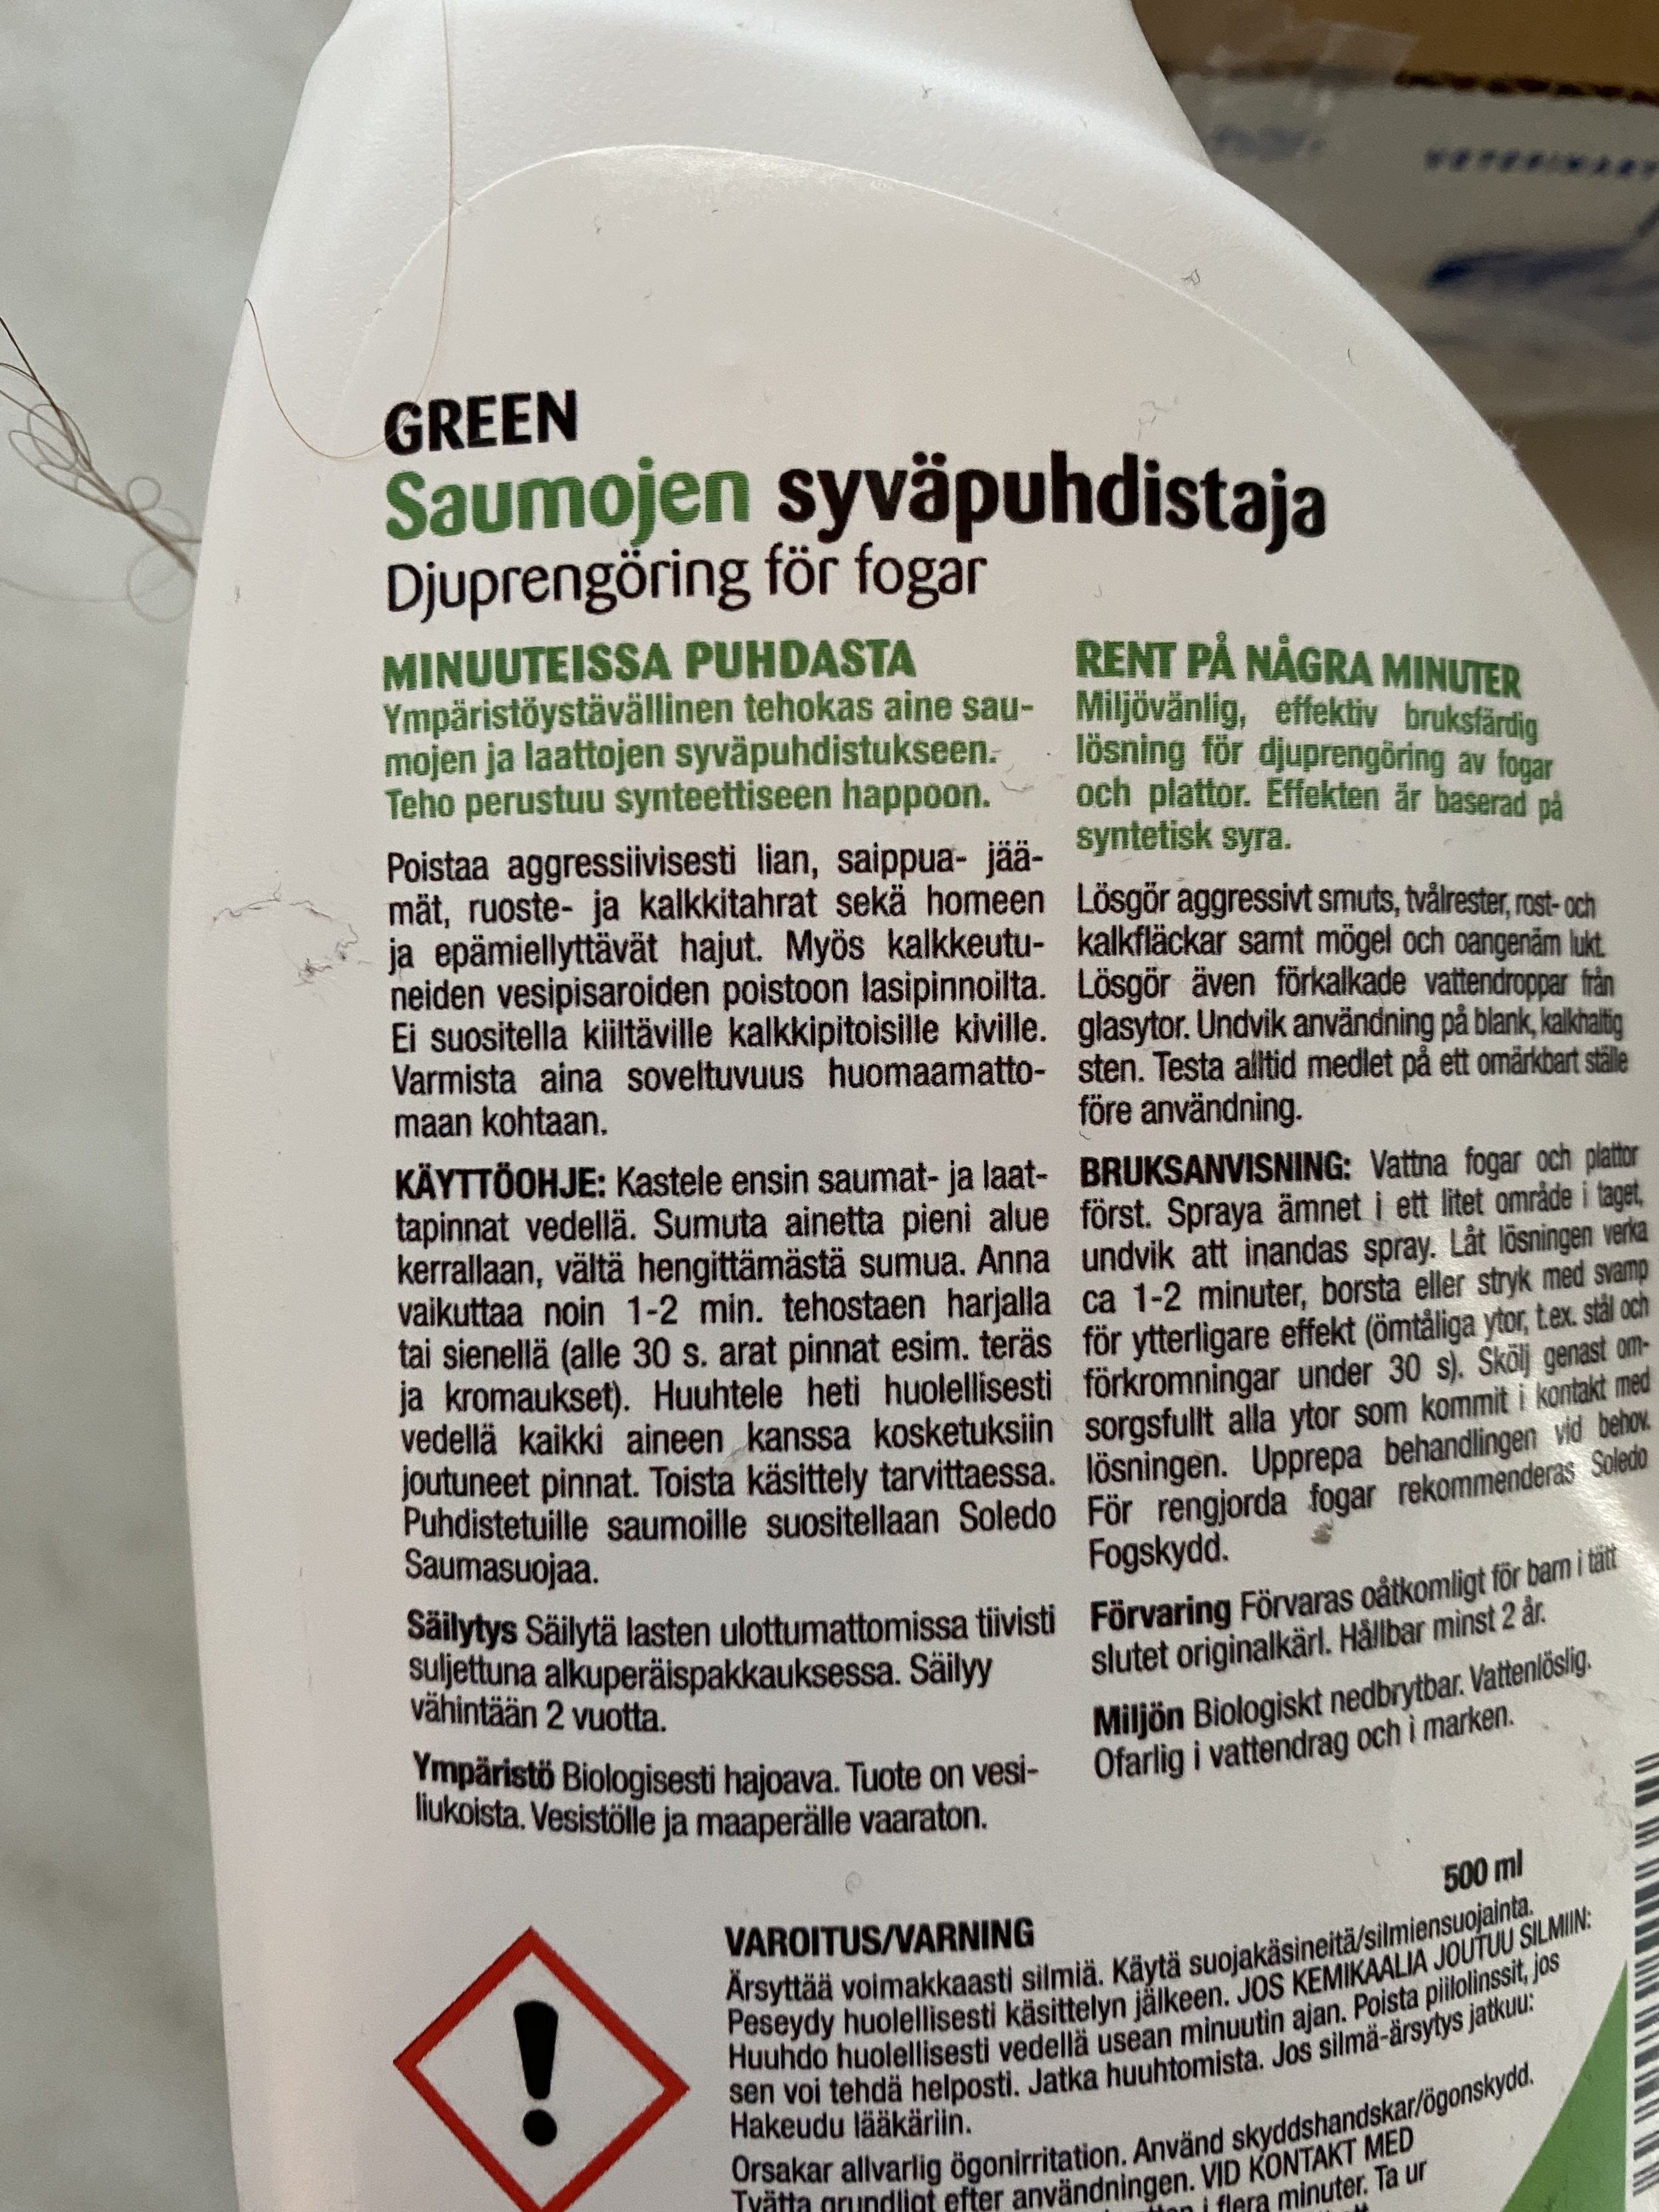 GREEN
Saumojen syväpuhdistaja
Djuprengöring för fogar
MINUUTEISSA PUHDASTA
Ympäristöystävällinen tehokas aine sau-
mojen ja laattojen syväpuhdistukseen.
Teho perustuu synteettiseen happoon.
Poistaa aggressiivisesti lian, saippua- jää-
mät, ruoste- ja kalkkitahrat sekä homeen
ja epämiellyttävät hajut. Myös kalkkeutu-
neiden vesipisaroiden poistoon lasipinnoilta.
Ei suositella kiiltäville kalkkipitoisille kiville.
Varmista aina soveltuvuus huomaamatto-
maan kohtaan.
KÄYTTÖOHJE: Kastele ensin saumat- ja laat-
tapinnat vedellä. Sumuta ainetta pieni alue
kerrallaan, vältä hengittämästä sumua. Anna
vaikuttaa noin 1-2 min. tehostaen harjalla
tai sienellä (alle 30 s. arat pinnat esim. teräs
ja kromaukset). Huuhtele heti huolellisesti
vedellä kaikki aineen kanssa kosketuksiin
joutuneet pinnat. Toista käsittely tarvittaessa.
Puhdistetuille saumoille suositellaan Soledo
Saumasuojaa.
Säilytys Säilytä lasten ulottumattomissa tiivisti
suljettuna alkuperäispakkauksessa. Säilyy
vähintään 2 vuotta.
Ympäristö Biologisesti hajoava. Tuote on vesi-
liukoista. Vesistölle ja maaperälle vaaraton.
RENT PÅ NÅGRA MINUTER
Miljövänlig, effektiv bruksfärdig
lösning för djuprengöring av fogar
och plattor. Effekten är baserad på
syntetisk syra.
Lösgör aggressivt smuts, tvålrester, rost- och
kalkfläckar samt mögel och oangenäm lukt.
Lösgör även förkalkade vattendroppar från
glasytor. Undvik användning på blank, kalkhaltig
sten. Testa alltid medlet på ett omärkbart ställe
före användning.
BRUKSANVISNING: Vattna fogar och plattor
först. Spraya ämnet i ett litet område i taget,
undvik att inandas spray. Låt lösningen verka
ca 1-2 minuter, borsta eller stryk med svamp
för ytterligare effekt (ömtåliga ytor, t.ex. stål och
förkromningar under 30 s). Skölj genast om-
sorgsfullt alla ytor som kommit i kontakt med
lösningen. Upprepa behandlingen vid behov.
För rengjorda fogar rekommenderas Soledo
Fogskydd.
Förvaring Förvaras oåtkomligt för barn i tätt
slutet originalkärl. Hållbar minst 2 år.
Miljön Biologiskt nedbrytbar. Vattenlöslig.
Ofarlig i vattendrag och i marken.
500 ml
VAROITUS/VARNING
Ärsyttää voimakkaasti silmiä. Käytä suojakäsineitä/silmiensuojainta.
Peseydy huolellisesti käsittelyn jälkeen. JOS KEMIKAALIA JOUTUU SILMIIN:
Huuhdo huolellisesti vedellä usean minuutin ajan. Poista piilolinssit, jos
sen voi tehdä helposti. Jatka huuhtomista. Jos silmä-ärsytys jatkuu:
Hakeudu lääkäriin.
Orsakar allvarlig ögonirritation. Använd skyddshandskar/ögonskydd.
Tvätta grundligt efter användningen. VID KONTAKT MED
i flera minuter. Ta ur
VETERINARY